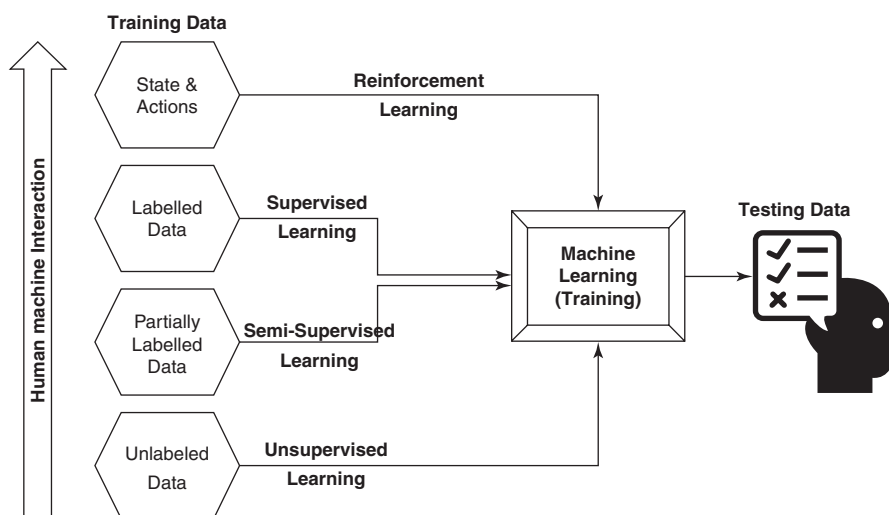 Training Data
State &
Actions
Reinforcement
Learning
Labelled
Data
Supervised
Learning
Partially
Labelled
Data
Semi-Supervised
Learning
Unlabeled
Data
Unsupervised
Learning
Human machine Interaction
Machine
Learning
(Training)
Testing Data